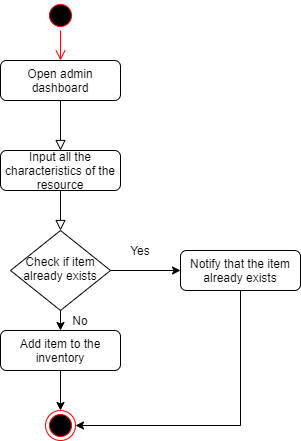 Open admin
dashboard
Input all the
characteristics of the
resource
Check if item
already exists
Yes
Notify that the item
already exists
No
Add item to the
inventory